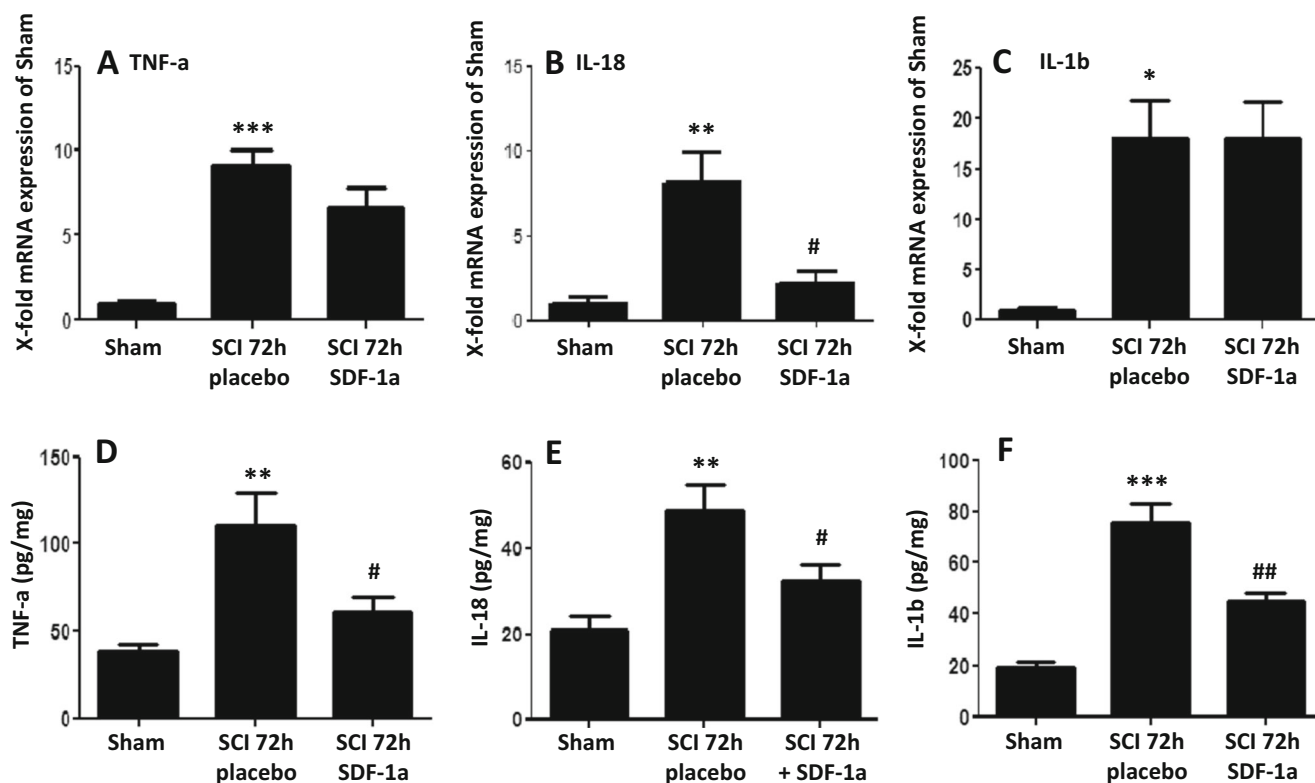 A TNF-a
X-fold mRNA expression of Sham
15
10
5
0
***
Sham
SCI 72h
placebo
SCI 72h
SDF-1a
B IL-18
X-fold mRNA expression of Sham
15
10
5
0
**
#
Sham
SCI 72h
placebo
SCI 72h
SDF-1a
C IL-1b
X-fold mRNA expression of Sham
25
20
15
10
5
0
*
Sham
SCI 72h
placebo
SCI 72h
SDF-1a
D
TNF-a (pg/mg)
150
100
50
0
**
#
Sham
SCI 72h
placebo
SCI 72h
SDF-1a
E
IL-18 (pg/mg)
60
40
20
0
**
#
Sham
SCI 72h
placebo
SCI 72h
+ SDF-1a
F
IL-1b (pg/mg)
100
80
60
40
20
0
***
##
Sham
SCI 72h
placebo
SCI 72h
SDF-1a